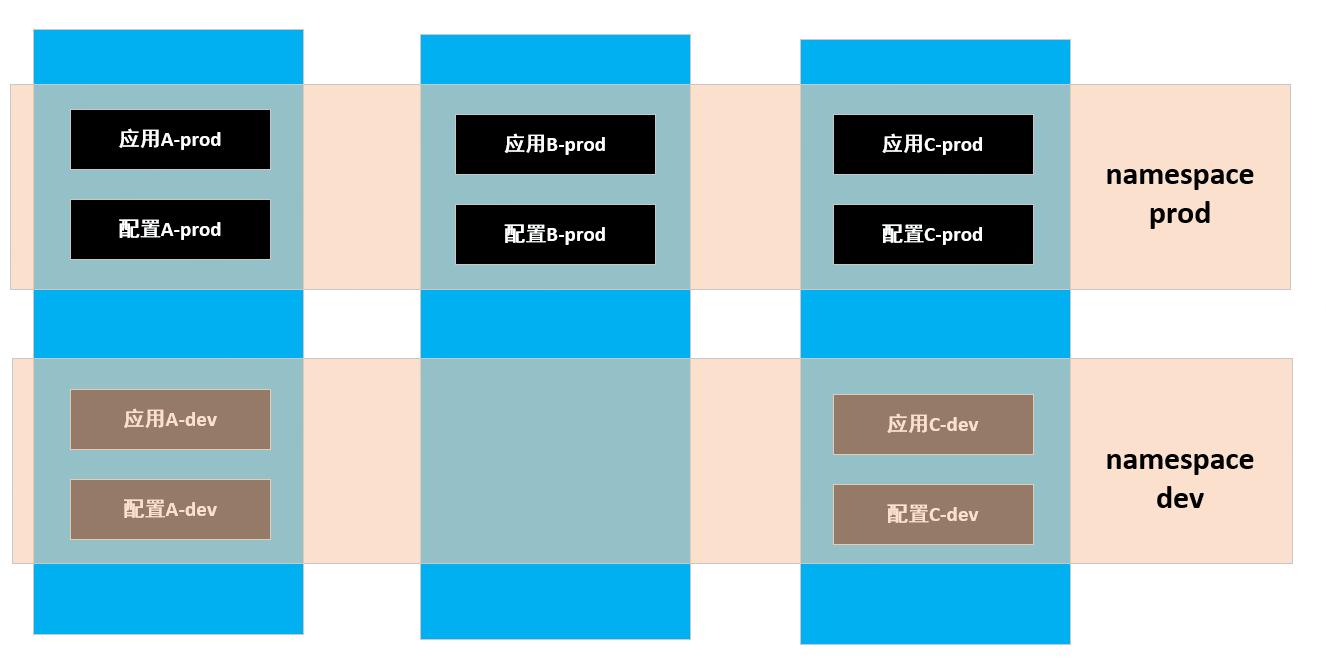 应用A-prod
应用B-prod
应用C-prod
配置A-prod
配置B-prod
配置C-prod
namespace
prod
应用A-dev
应用C-dev
配置A-dev
配置C-dev
namespace
dev